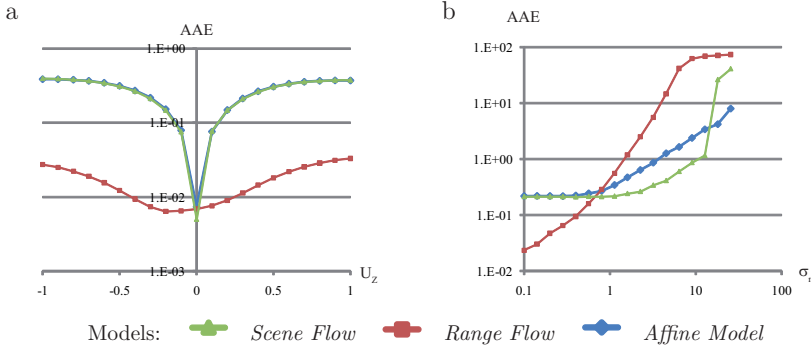 a
b
AAE
AAE
1.E+00
1.E-01
1.E-02
1.E-03
-1
-0.5
0
0.5
1
U_Z
1.E+02
1.E+01
1.E+00
1.E-01
1.E-02
0.1
1
10
100
σ_r
Models: Scene Flow Range Flow Affine Model